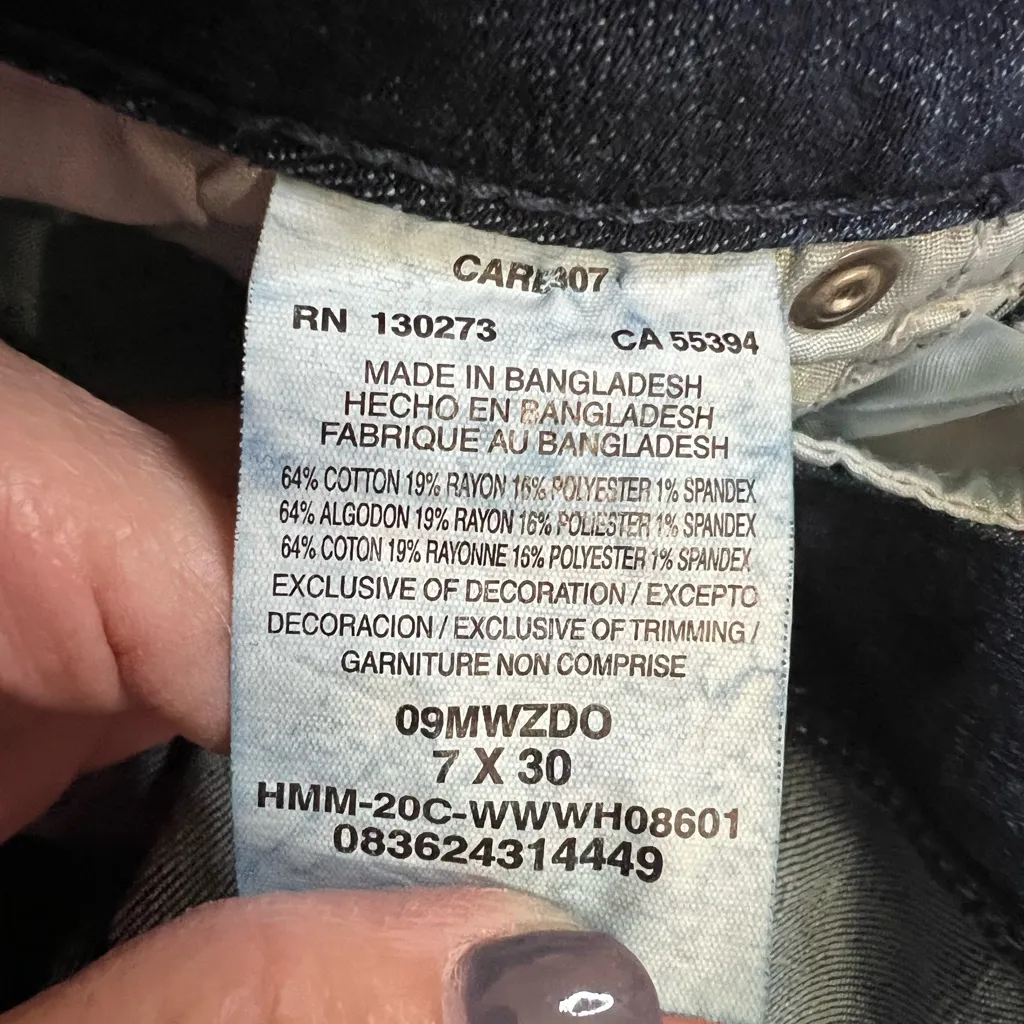 RN 130273 CA 55394
MADE IN BANGLADESH
HECHO EN BANGLADESH
FABRIQUE AU BANGLADESH
64% COTTON 19% RAYON 16% POLYESTER 1% SPANDEX
64% ALGODON 19% RAYON 16% POLIESTER 1% SPANDEX
64% COTON 19% RAYONNE 16% POLYESTER 1% SPANDEX
EXCLUSIVE OF DECORATION / EXCEPTO
DECORACION / EXCLUSIVE OF TRIMMING /
GARNITURE NON COMPRISE
09MWZDO
7 X 30
HMM-20C-WWWH08601
083624314449